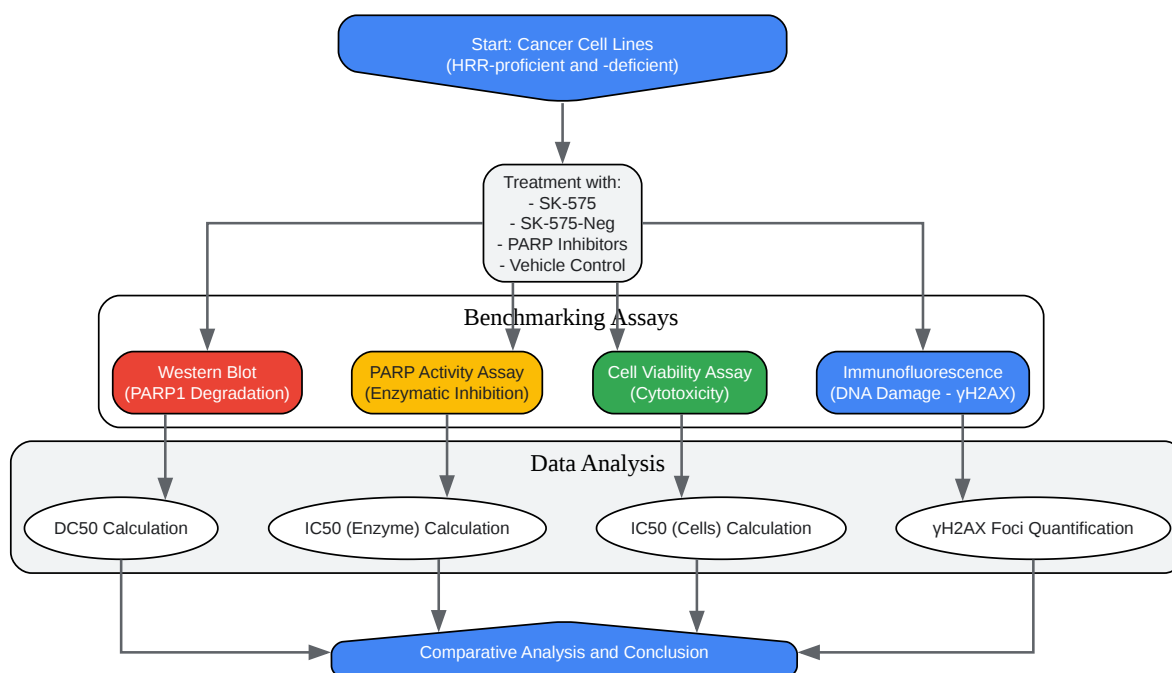 Start: Cancer Cell Lines
(HRR-proficient and -deficient)
Treatment with:
- SK-575
- SK-575-Neg
- PARP Inhibitors
- Vehicle Control
Benchmarking Assays
Western Blot
(PARP1 Degradation)
PARP Activity Assay
(Enzymatic Inhibition)
Cell Viability Assay
(Cytotoxicity)
Immunofluorescence
(DNA Damage - γH2AX)
Data Analysis
DC50 Calculation
IC50 (Enzyme) Calculation
IC50 (Cells) Calculation
γH2AX Foci Quantification
Comparative Analysis and Conclusion